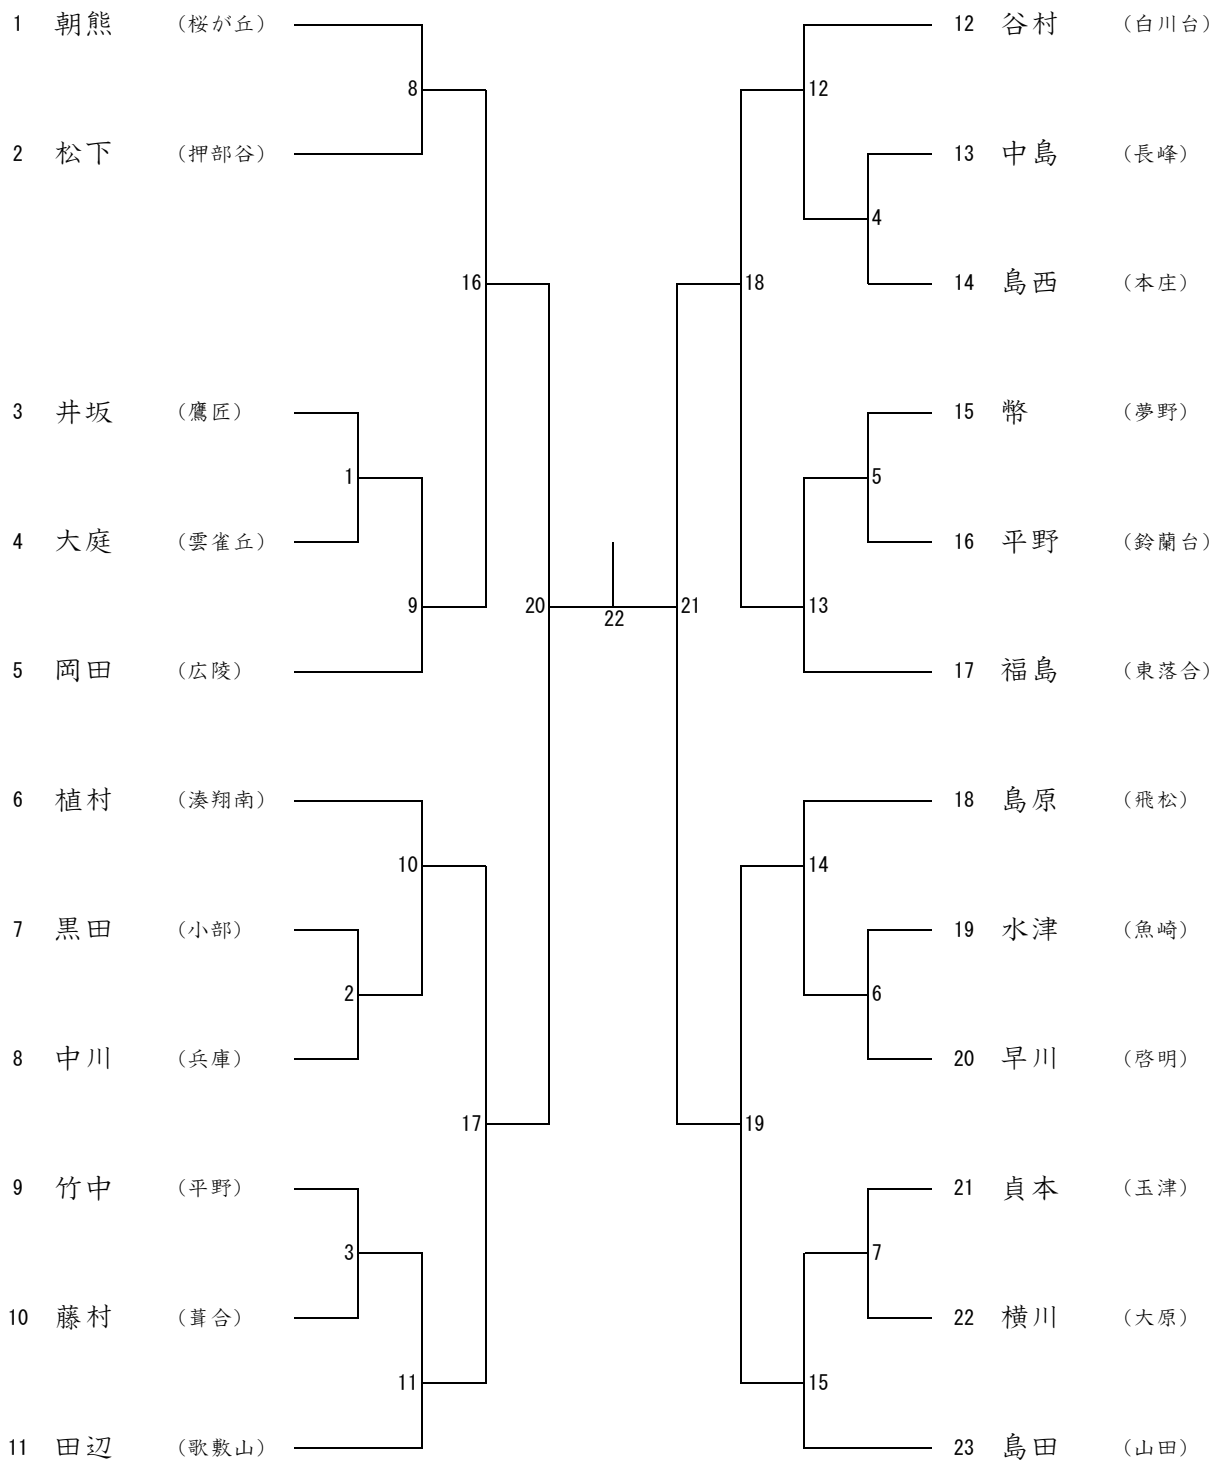 1 朝熊 （桜が丘）
2 松下 （押部谷）
3 井坂 （鷹匠）
4 大庭 （雲雀丘）
5 岡田 （広陵）
6 植村 （湊翔南）
7 黒田 （小部）
8 中川 （兵庫）
9 竹中 （平野）
10 藤村 （葺合）
11 田辺 （歌敷山）
8
16
1
9
20
10
2
17
3
11
22
12
4
18
5
21
13
14
6
19
7
15
12 谷村 （白川台）
13 中島 （長峰）
14 島西 （本庄）
15 幣 （夢野）
16 平野 （鈴蘭台）
17 福島 （東落合）
18 島原 （飛松）
19 水津 （魚崎）
20 早川 （啓明）
21 貞本 （玉津）
22 横川 （大原）
23 島田 （山田）